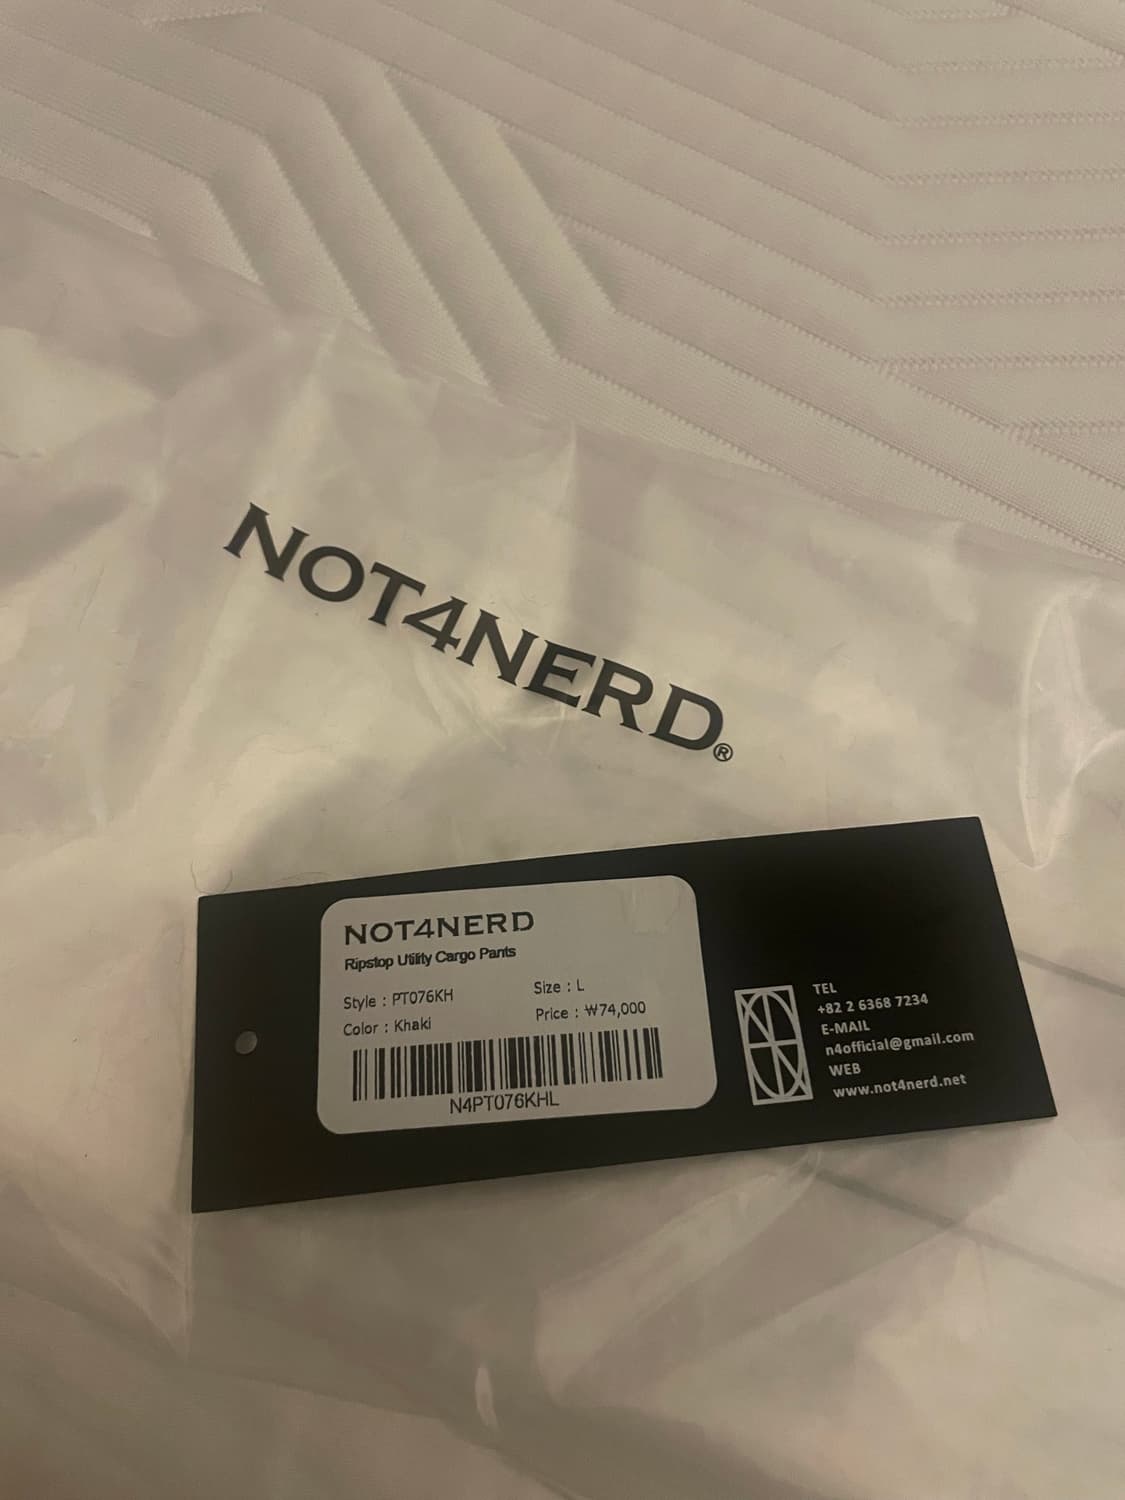 NOT4NERD®
NOT4NERD
Ripstop Utility Cargo Pants
Style : PT076KH
Size : L
Color : Khaki
Price : ₩74,000
N4PT076KHL
TEL
+82 2 6368 7234
E-MAIL
n4official@gmail.com
WEB
www.not4nerd.net